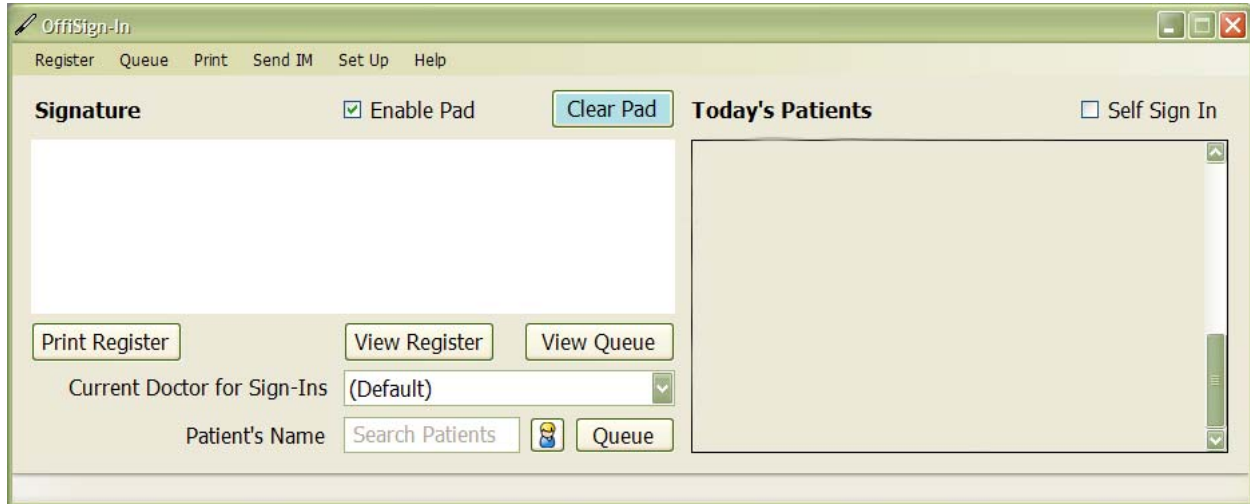 OffiSign-In
Register Queue Print Send IM Set Up Help
Signature Enable Pad Clear Pad Today's Patients Self Sign In
Print Register View Register View Queue
Current Doctor for Sign-Ins (Default)
Patient's Name Search Patients Queue